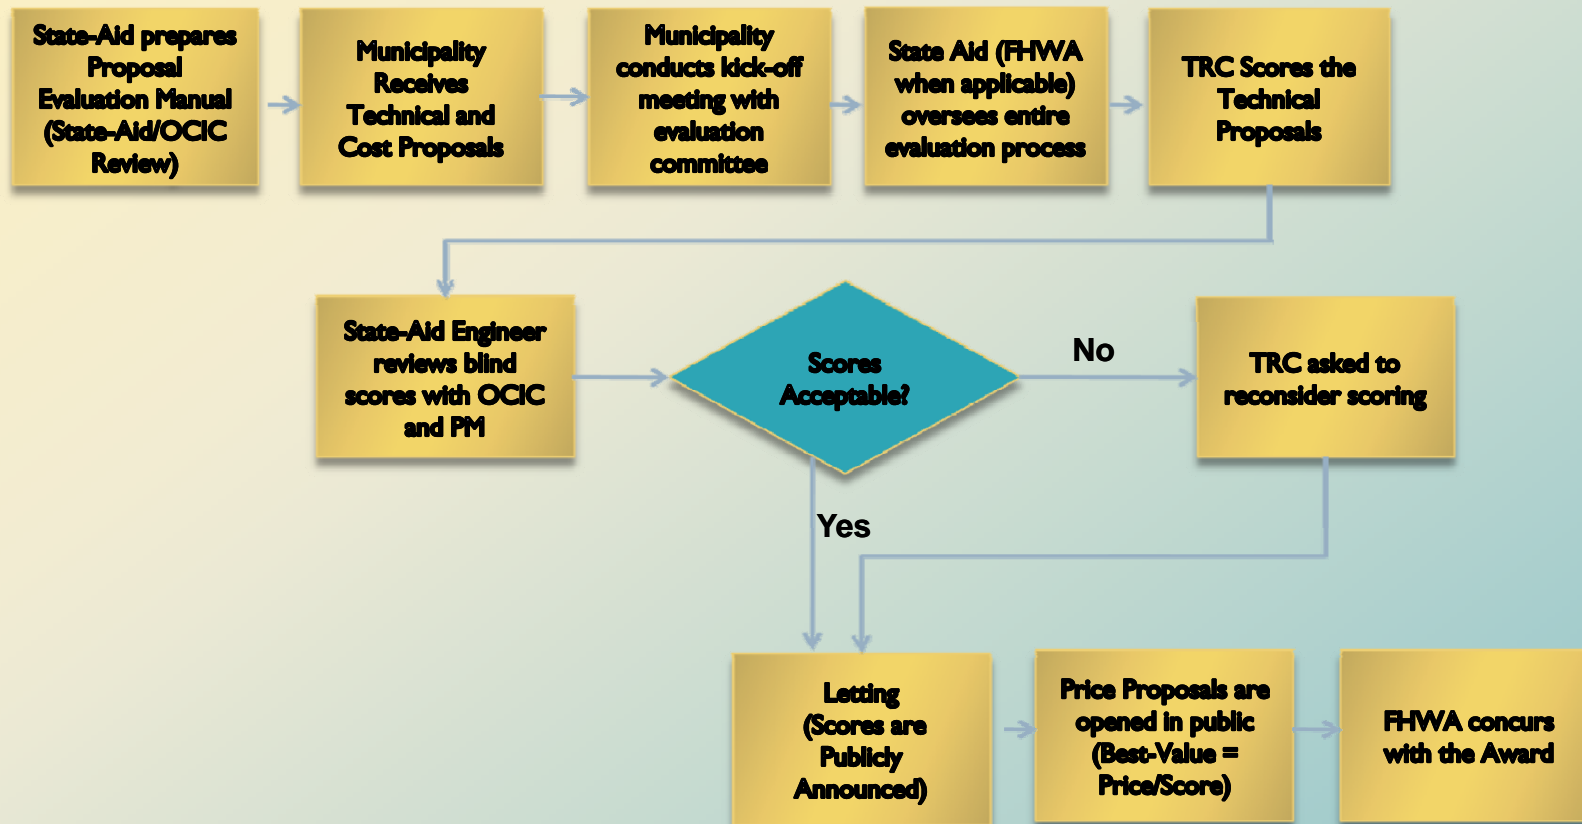 State-Aid prepares
Proposal
Evaluation Manual
(State-Aid/OCIC
Review)
Municipality
Receives
Technical and
Cost Proposals
Municipality
conducts kick-off
meeting with
evaluation
committee
State Aid (FHWA
when applicable)
oversees entire
evaluation process
TRC Scores the
Technical
Proposals
State-Aid Engineer
reviews blind
scores with OCIC
and PM
Scores
Acceptable?
No
TRC asked to
reconsider scoring
Yes
Letting
(Scores are
Publicly
Announced)
Price Proposals are
opened in public
(Best-Value =
Price/Score)
FHWA concurs
with the Award